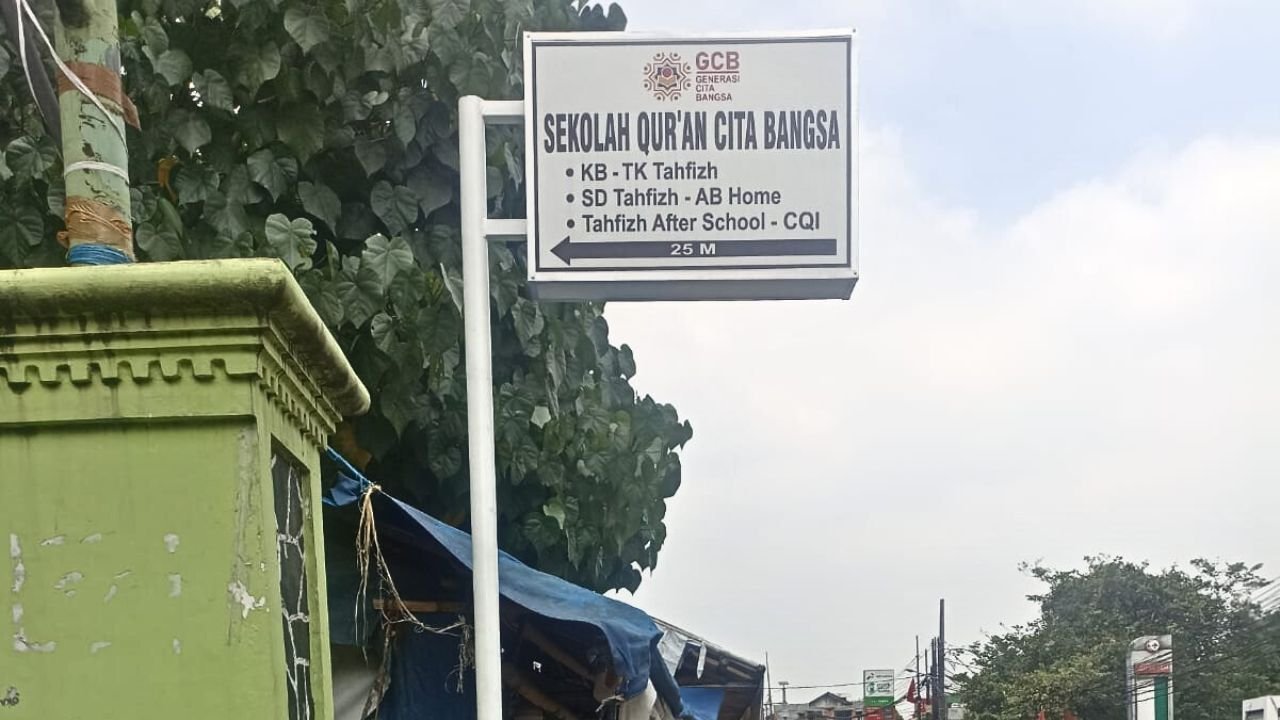 GCB
GENERASI
CITA
BANGSA
SEKOLAH QUR'AN CITA BANGSA
• KB - TK Tahfizh
• SD Tahfizh - AB Home
• Tahfizh After School - CQI
25 M